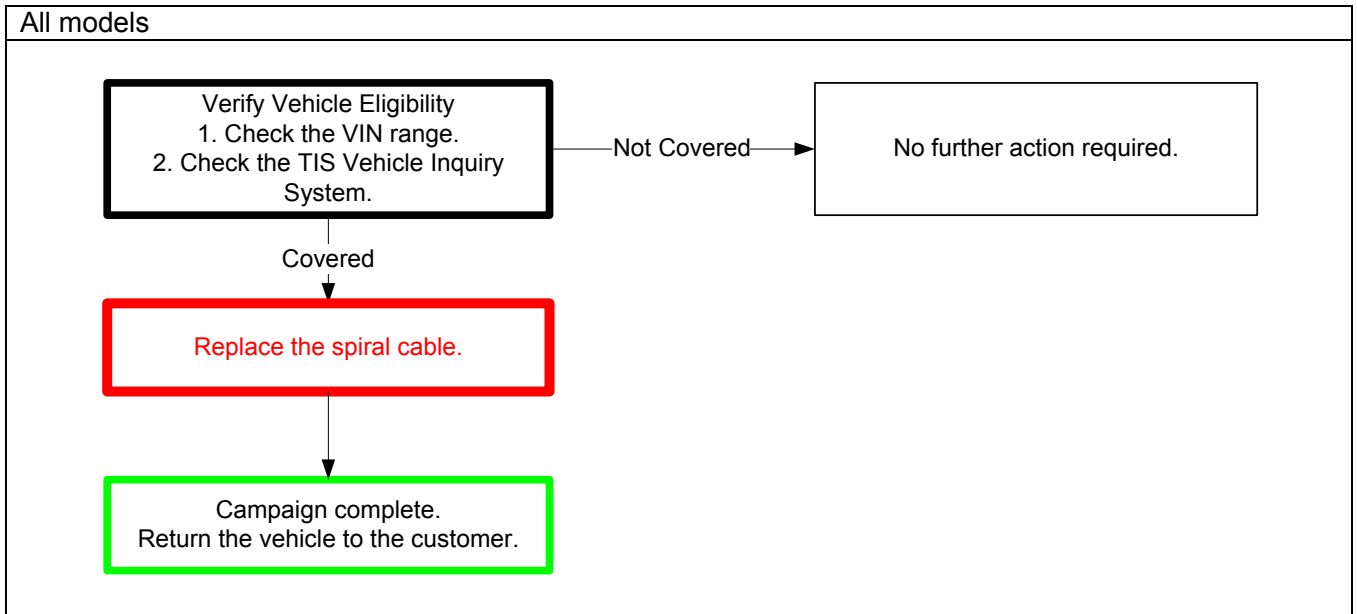 All models
Verify Vehicle Eligibility
1. Check the VIN range.
2. Check the TIS Vehicle Inquiry
System.
Not Covered
No further action required.
Covered
Replace the spiral cable.
Campaign complete.
Return the vehicle to the customer.